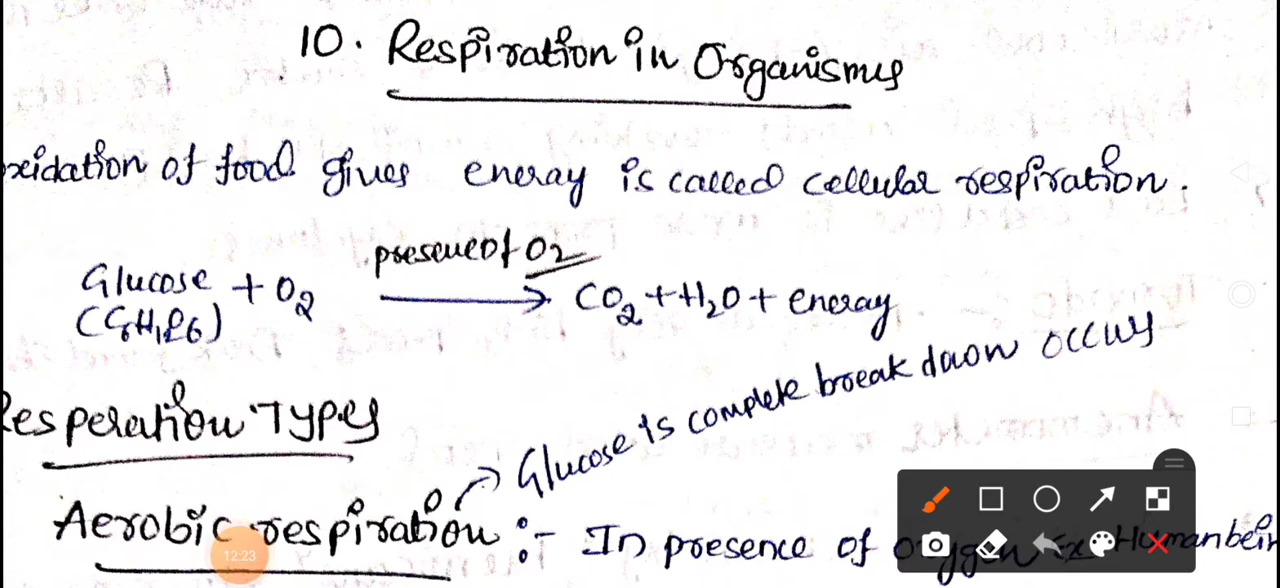 10. Respiration in Organisms
oxidation of food gives eneray is called cellular respiration.
presence of O2
Glucose + O2 → CO2 + H2O + eneray
(C6H12O6)
Resperation Types
→ Glucose is complete break down occurs
Aerobic respiration :- In presence of oxygen ex Human bein
12:23